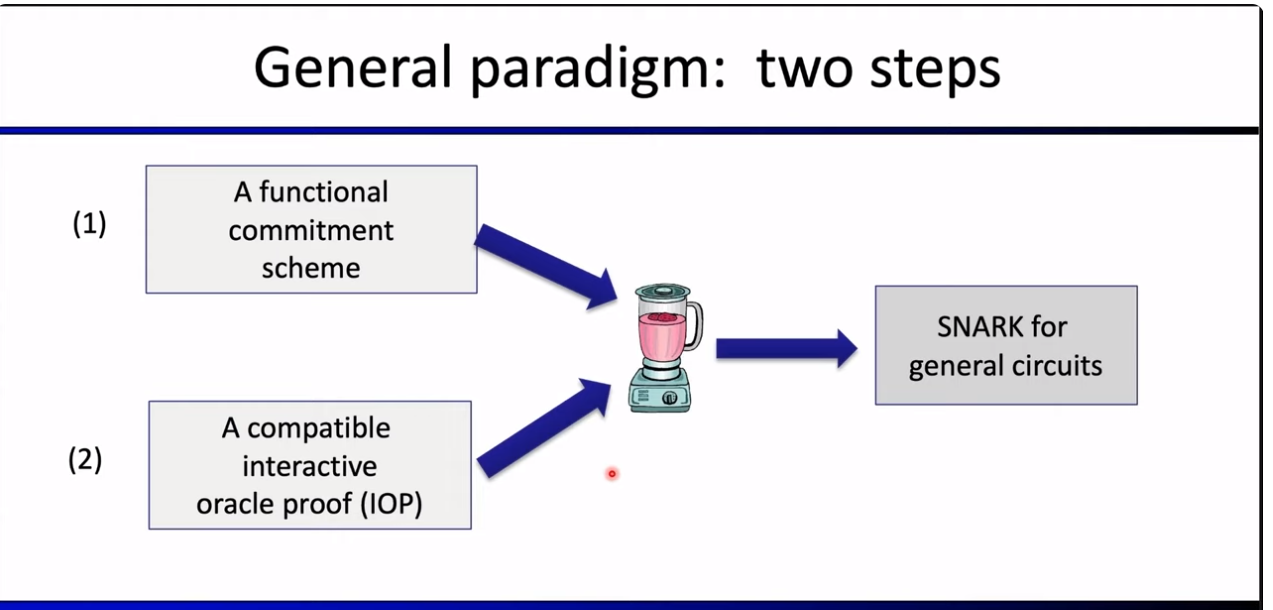 General paradigm: two steps
(1)
A functional
commitment
scheme
(2)
A compatible
interactive
oracle proof (IOP)
SNARK for
general circuits